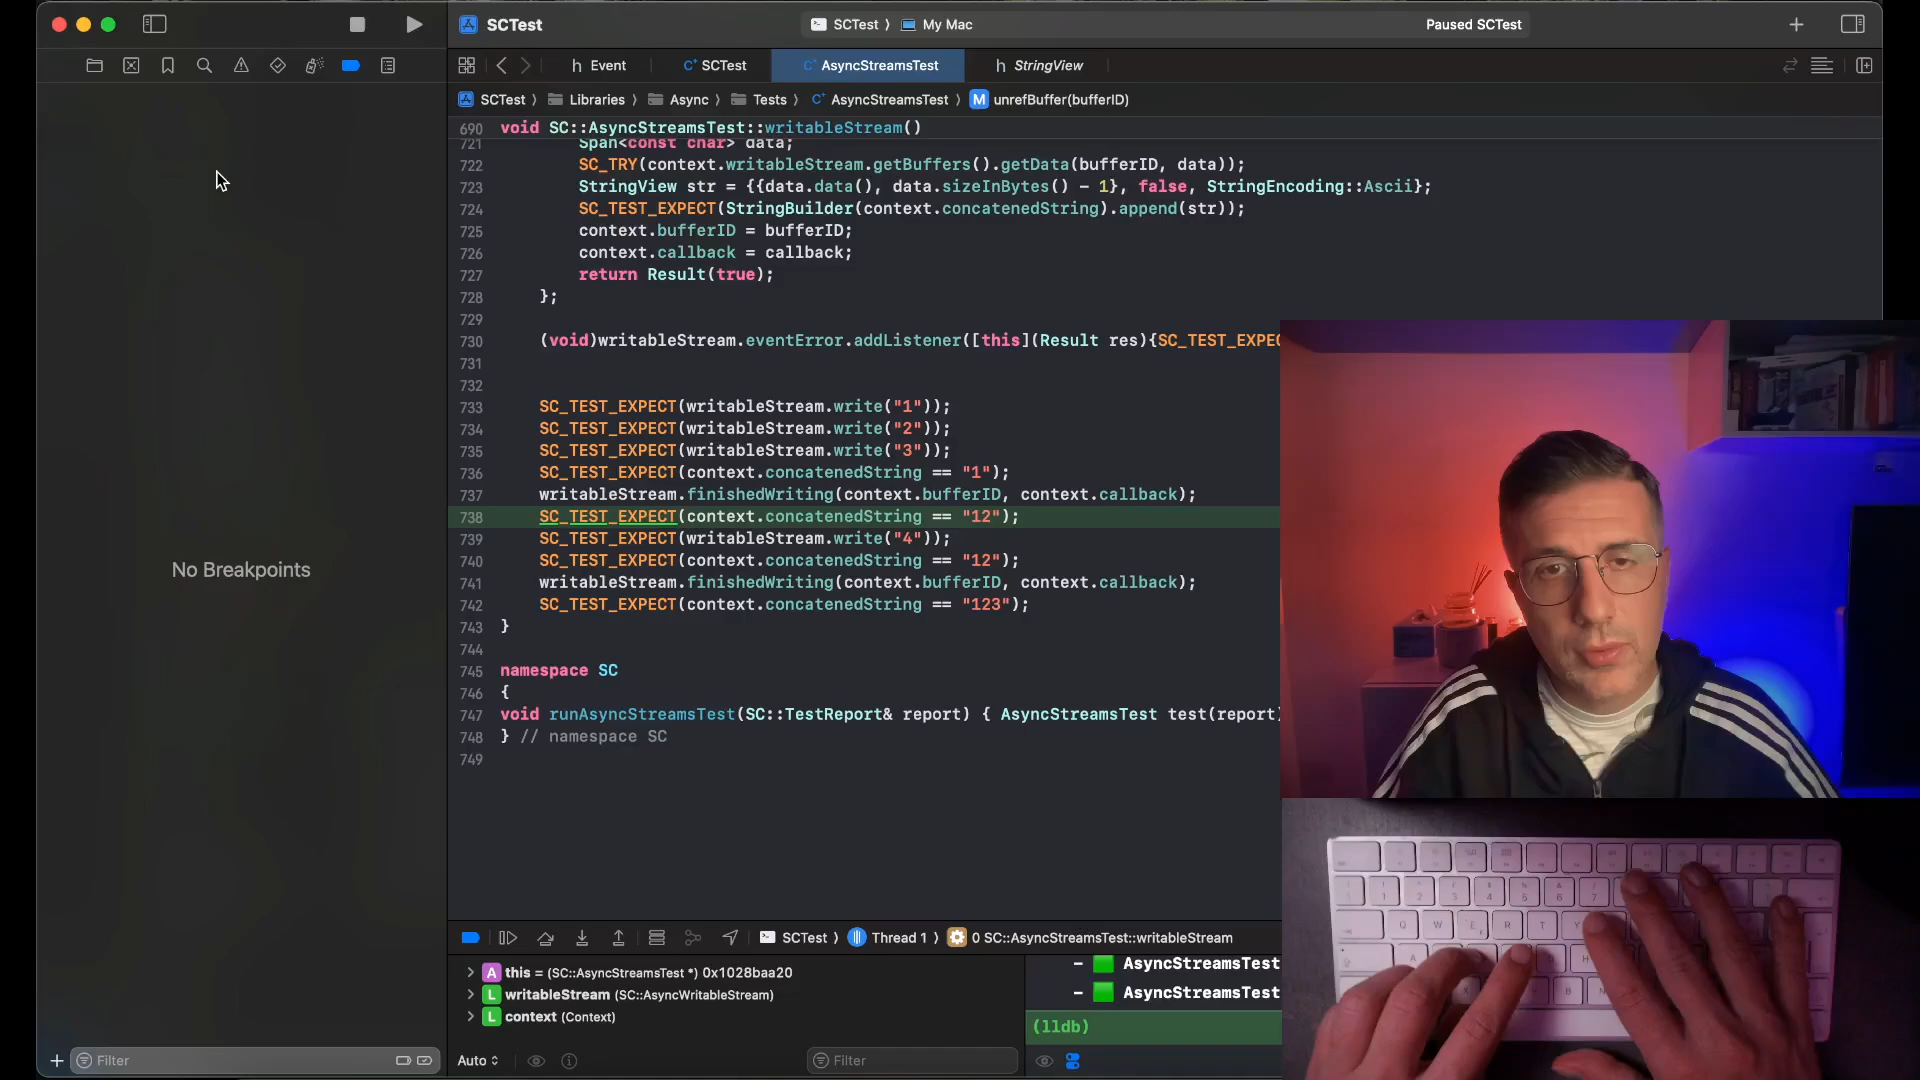 SCTest
SCTest 〉 My Mac
Paused SCTest
Event
SCTest
AsyncStreamsTest
StringView
SCTest 〉 Libraries 〉 Async 〉 Tests 〉 AsyncStreamsTest 〉 M unrefBuffer(bufferID)
690 void SC::AsyncStreamsTest::writableStream()
721 Span<const char> data;
722 SC_TRY(context.writableStream.getBuffers().getData(bufferID, data));
723 StringView str = {{data.data(), data.sizeInBytes() - 1}, false, StringEncoding::Ascii};
724 SC_TEST_EXPECT(StringBuilder(context.concatenedString).append(str));
725 context.bufferID = bufferID;
726 context.callback = callback;
727 return Result(true);
728 };
729
730 (void)writableStream.eventError.addListener([this](Result res){SC_TEST_EXPEC
731
732
733 SC_TEST_EXPECT(writableStream.write("1"));
734 SC_TEST_EXPECT(writableStream.write("2"));
735 SC_TEST_EXPECT(writableStream.write("3"));
736 SC_TEST_EXPECT(context.concatenedString == "1");
737 writableStream.finishedWriting(context.bufferID, context.callback);
738 SC_TEST_EXPECT(context.concatenedString == "12");
739 SC_TEST_EXPECT(writableStream.write("4"));
740 SC_TEST_EXPECT(context.concatenedString == "12");
741 writableStream.finishedWriting(context.bufferID, context.callback);
742 SC_TEST_EXPECT(context.concatenedString == "123");
743 }
744
745 namespace SC
746 {
747 void runAsyncStreamsTest(SC::TestReport& report) { AsyncStreamsTest test(report)
748 } // namespace SC
749
No Breakpoints
SCTest 〉 Thread 1 〉 0 SC::AsyncStreamsTest::writableStream
A this = (SC::AsyncStreamsTest *) 0x1028baa20
L writableStream (SC::AsyncWritableStream)
L context (Context)
- AsyncStreamsTest
- AsyncStreamsTest
(lldb)
Filter
Auto
Filter